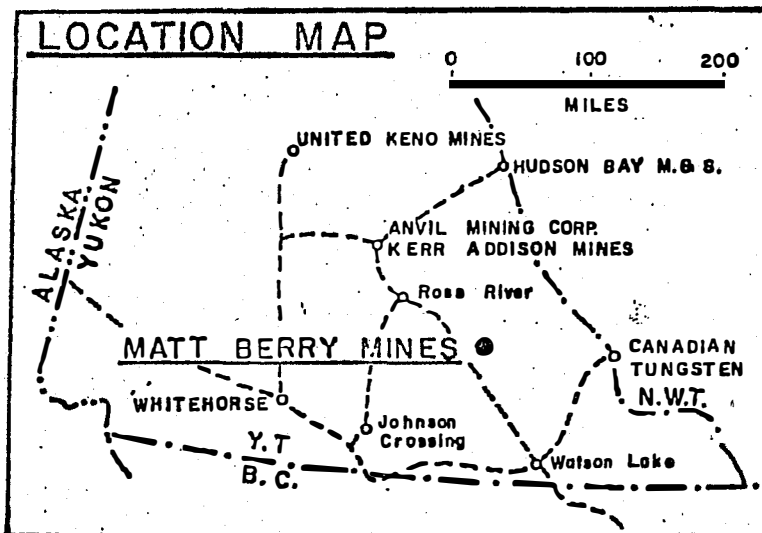 LOCATION MAP
0 100 200
MILES
UNITED KENO MINES
HUDSON BAY M.& S.
ALASKA
YUKON
ANVIL MINING CORP.
KERR ADDISON MINES
Ross River
MATT BERRY MINES
CANADIAN
TUNGSTEN
N.W.T.
WHITEHORSE
Johnson
Crossing
Y.T
B.C.
Watson Lake